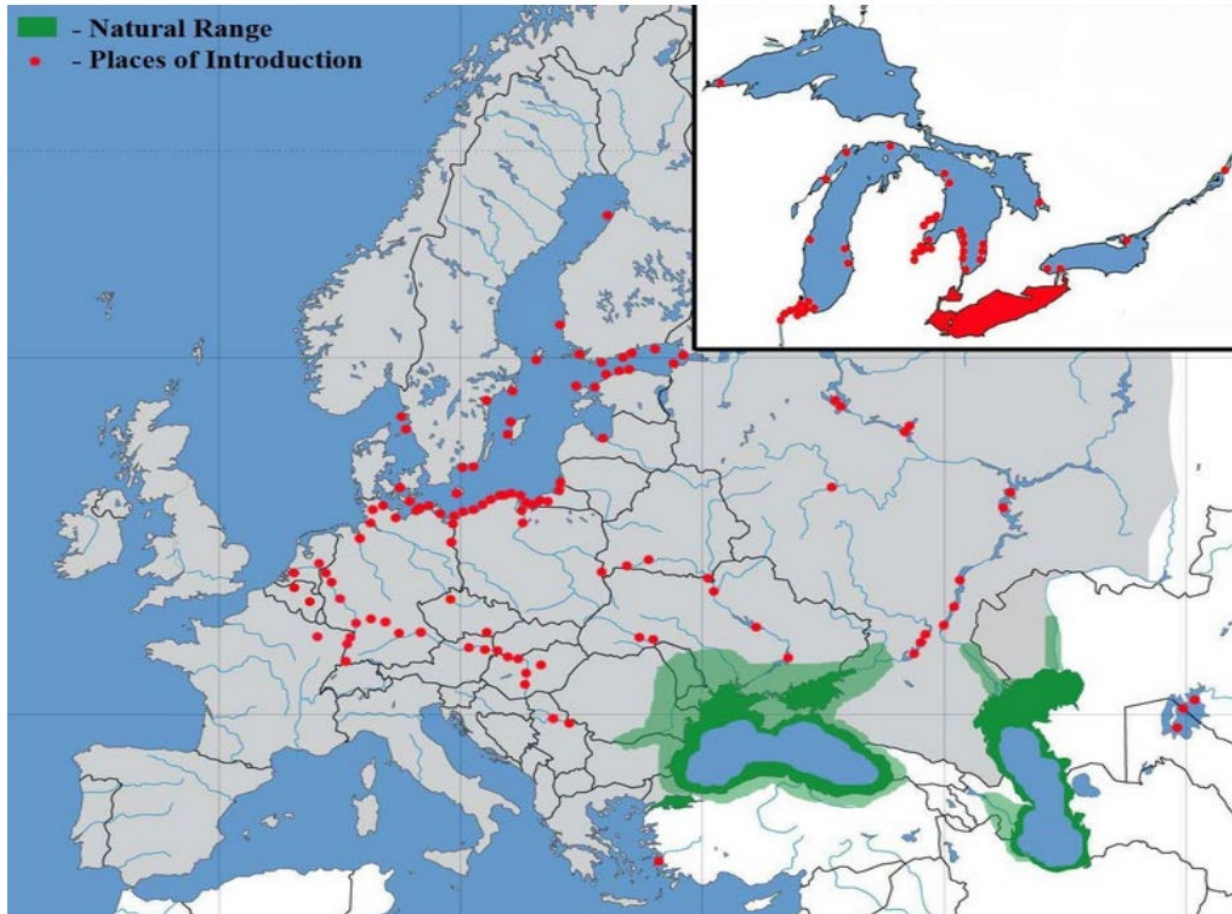 - Natural Range
- Places of Introduction